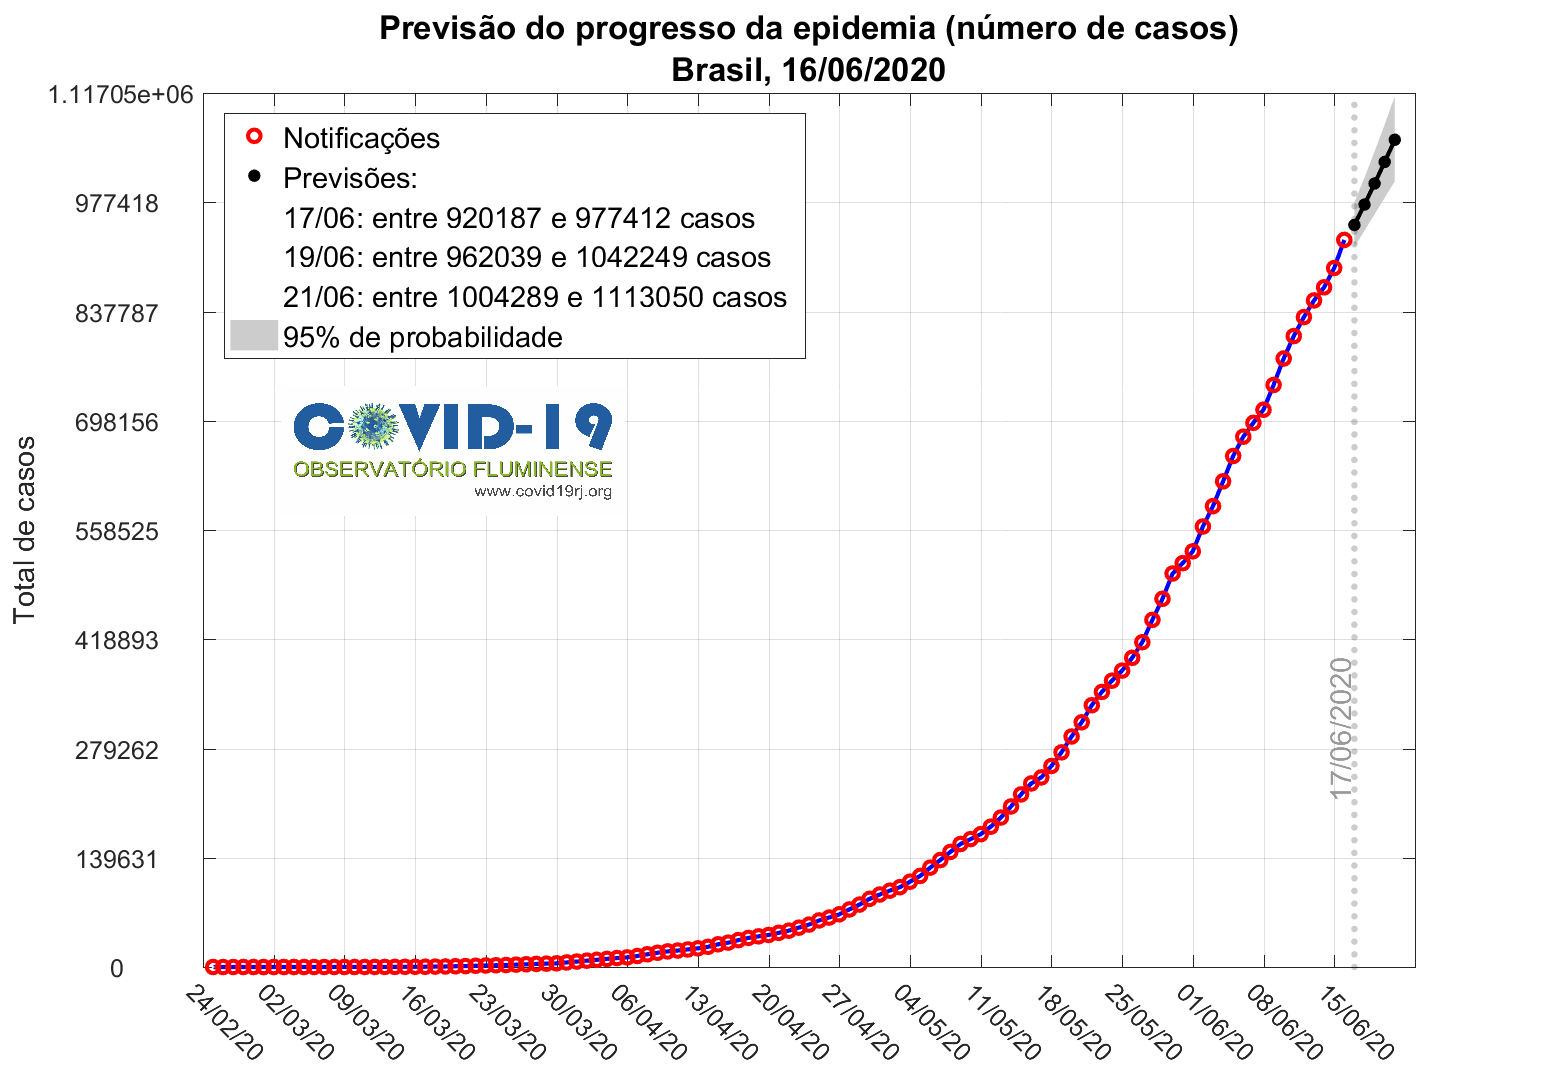 Previsão do progresso da epidemia (número de casos)
Brasil, 16/06/2020
1.11705e+06
977418
837787
698156
558525
418893
279262
139631
0
Total de casos
Notificações
Previsões:
17/06: entre 920187 e 977412 casos
19/06: entre 962039 e 1042249 casos
21/06: entre 1004289 e 1113050 casos
95% de probabilidade
COVID-19
OBSERVATÓRIO FLUMINENSE
www.covid19rj.org
17/06/2020
24/02/20
02/03/20
09/03/20
16/03/20
23/03/20
30/03/20
06/04/20
13/04/20
20/04/20
27/04/20
04/05/20
11/05/20
18/05/20
25/05/20
01/06/20
08/06/20
15/06/20